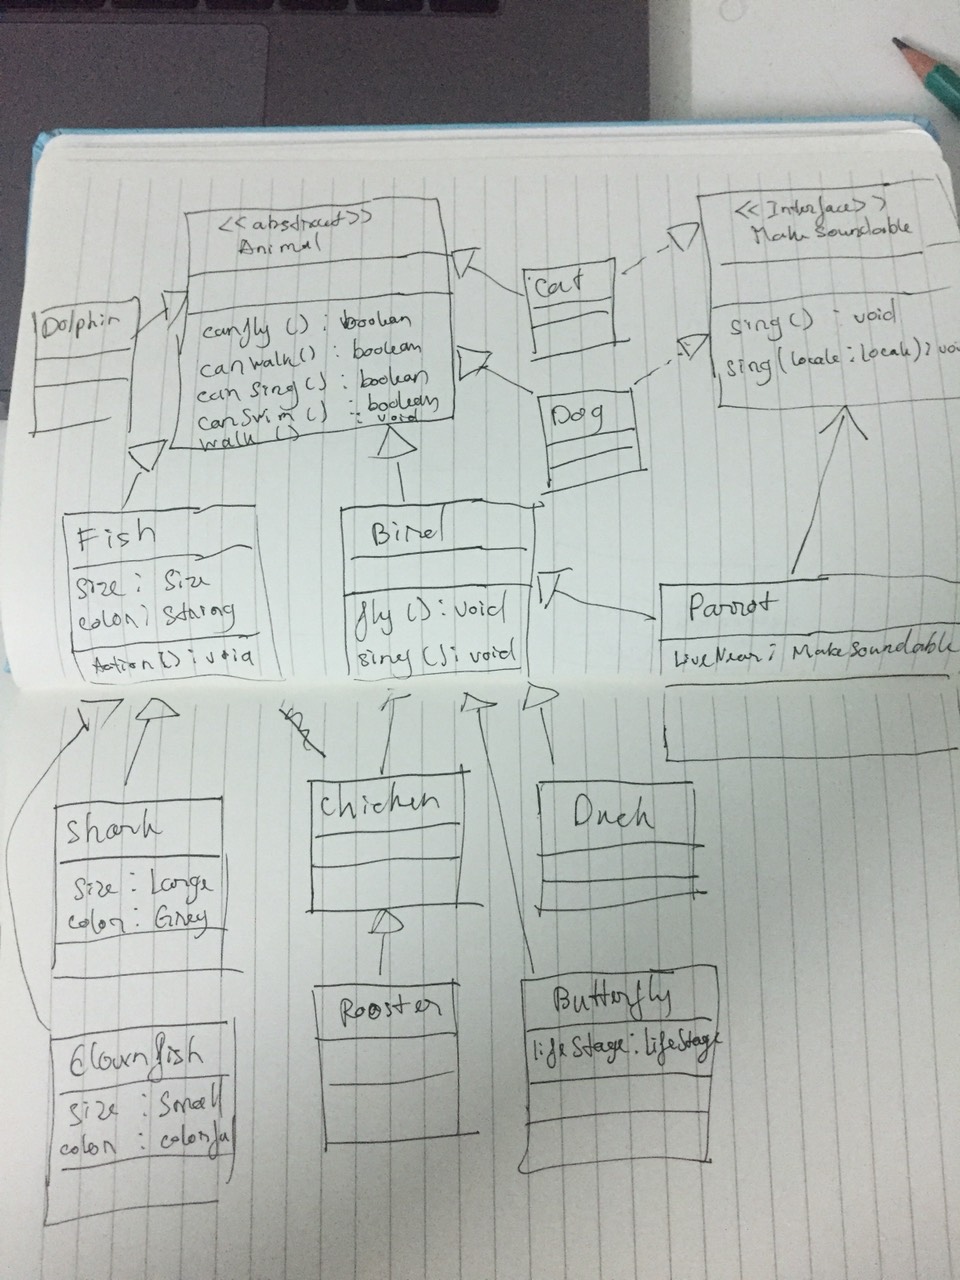 <<abstract>>
Animal
canfly () : boolean
canwalk() : boolean
can sing() : boolean
canSwim () : boolean
walk () : void
Dolphin
Cat
Dog
<<Interface>>
MakeSoundable
sing() : void
sing(locale : locale) : void
Fish
size : Size
color : String
Action() : void
Bird
fly () : void
sing () : void
Parrot
LiveNear : MakeSoundable
Shark
size : Large
color : Grey
Chicken
Duck
Rooster
Butterfly
lifeStage : LifeStage
Clownfish
size : Small
color : colorful